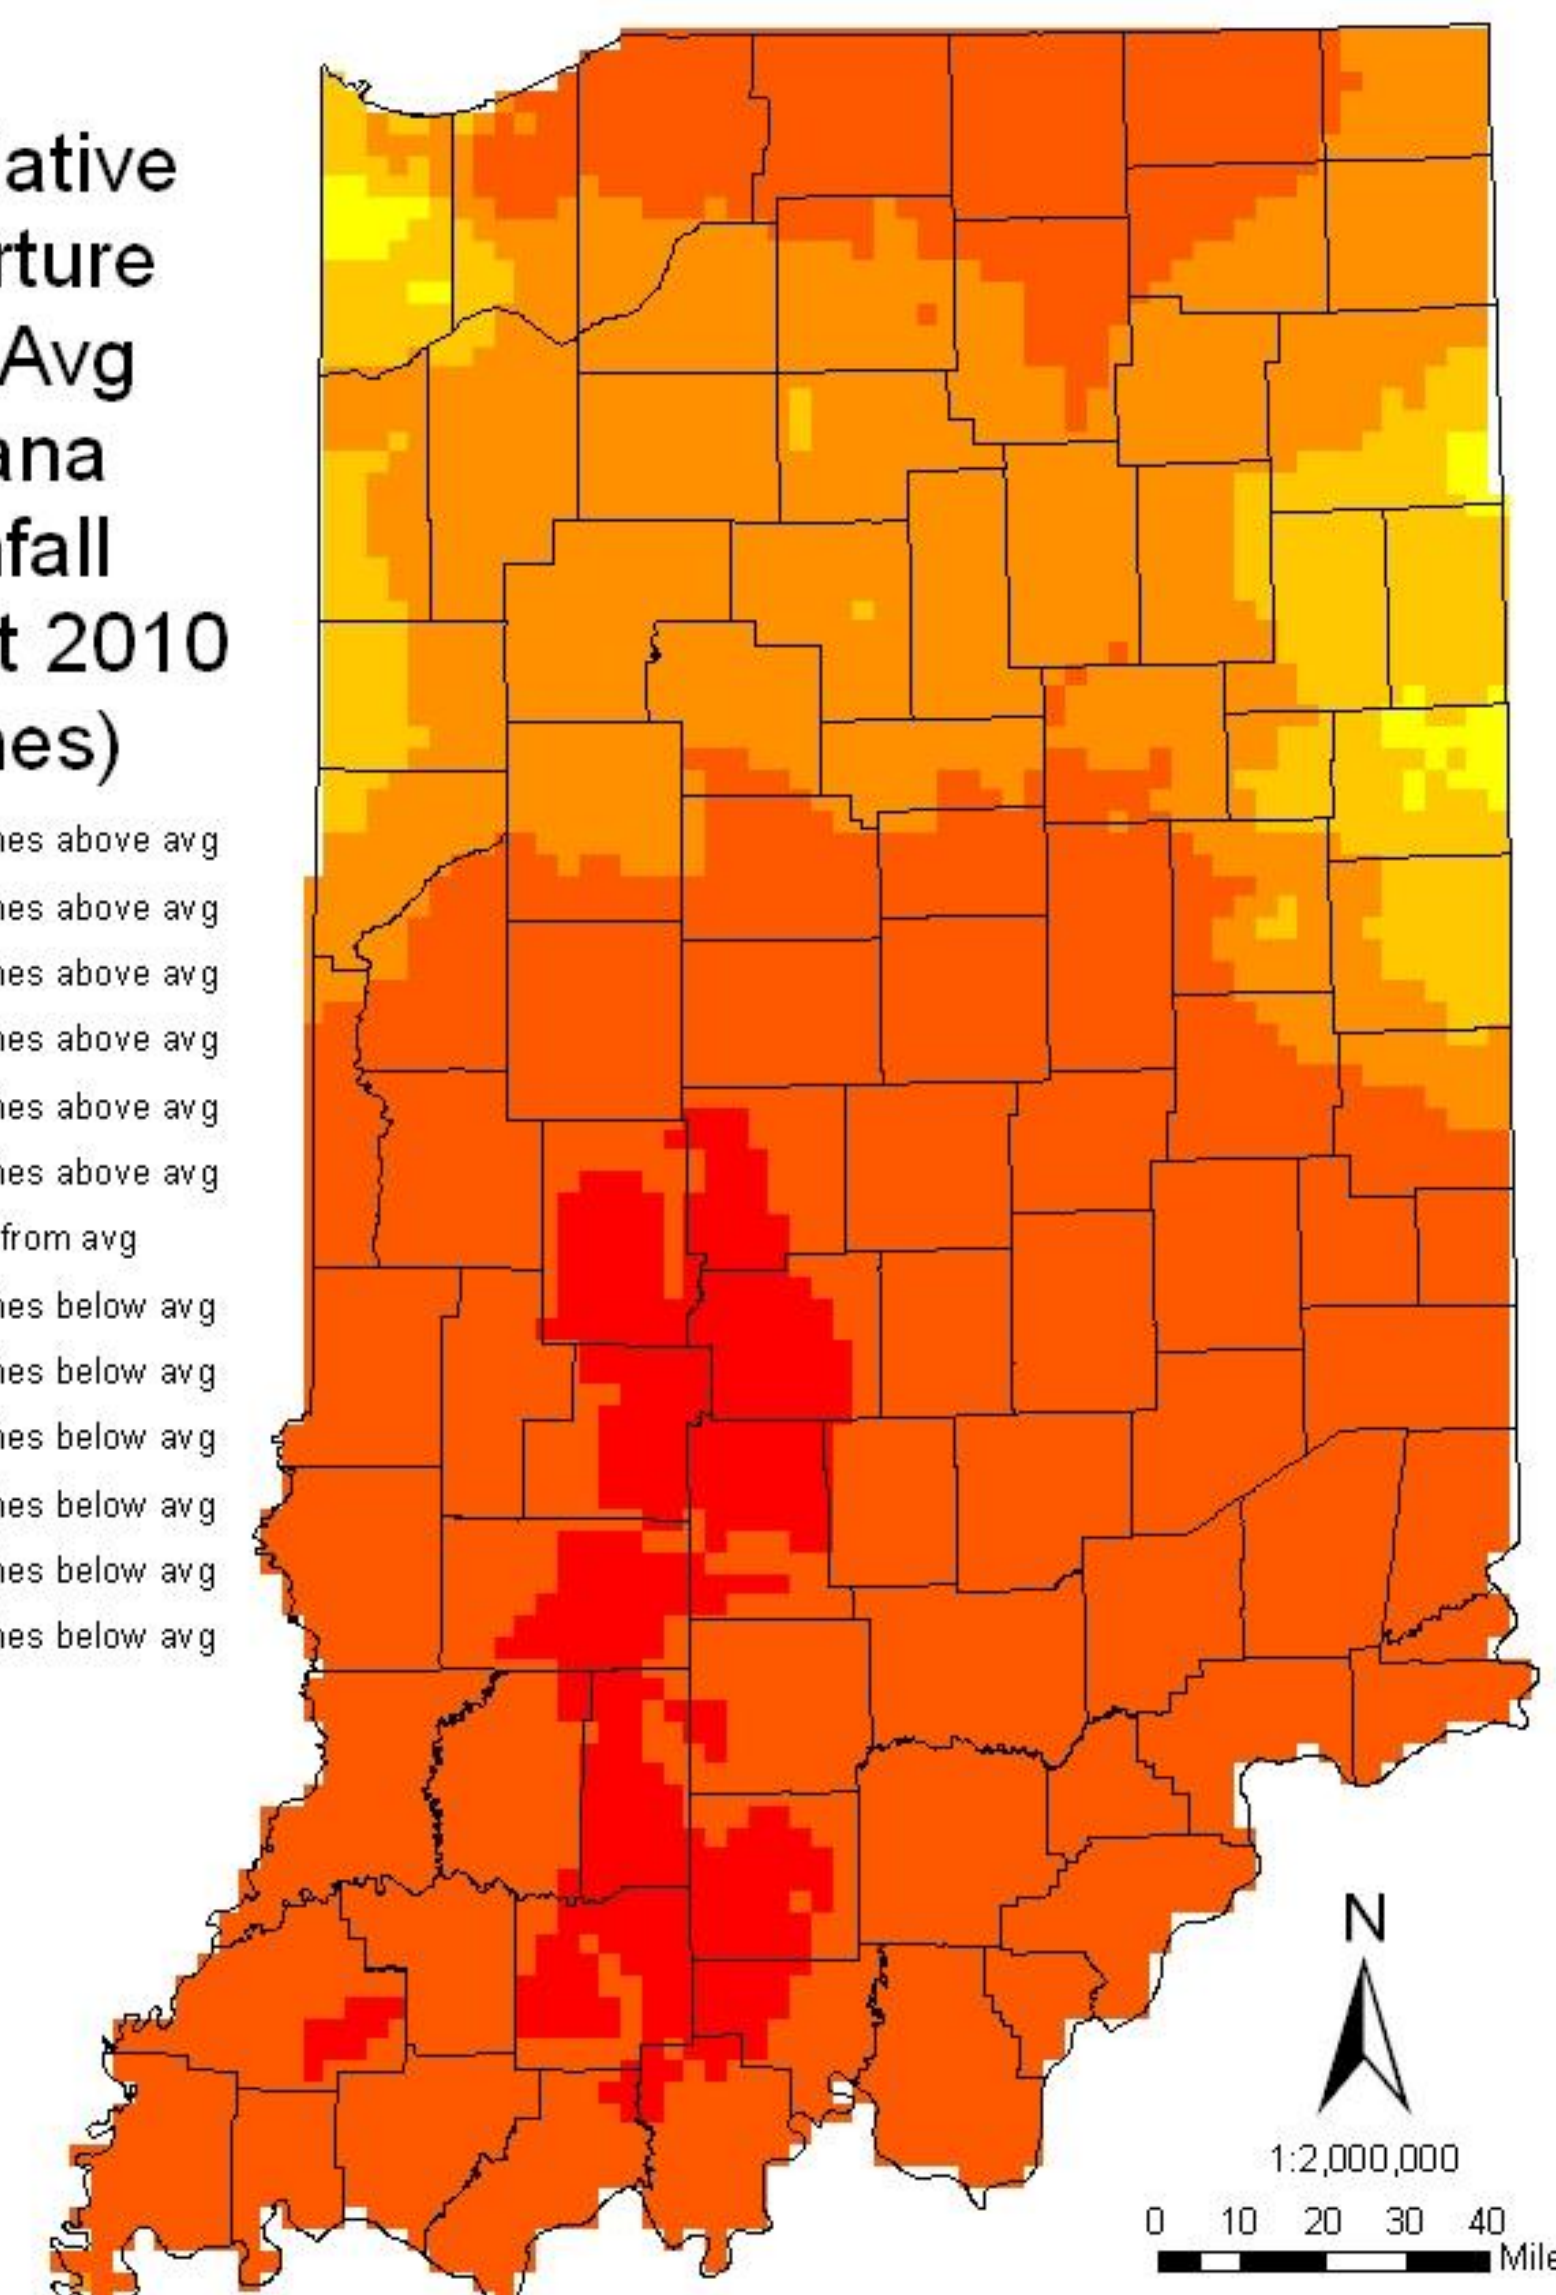 ative
rture
Avg
ana
fall
t 2010
nes)
nes above avg
nes above avg
nes above avg
nes above avg
nes above avg
nes above avg
from avg
nes below avg
nes below avg
nes below avg
nes below avg
nes below avg
nes below avg
N
1:2,000,000
0 10 20 30 40
Mile